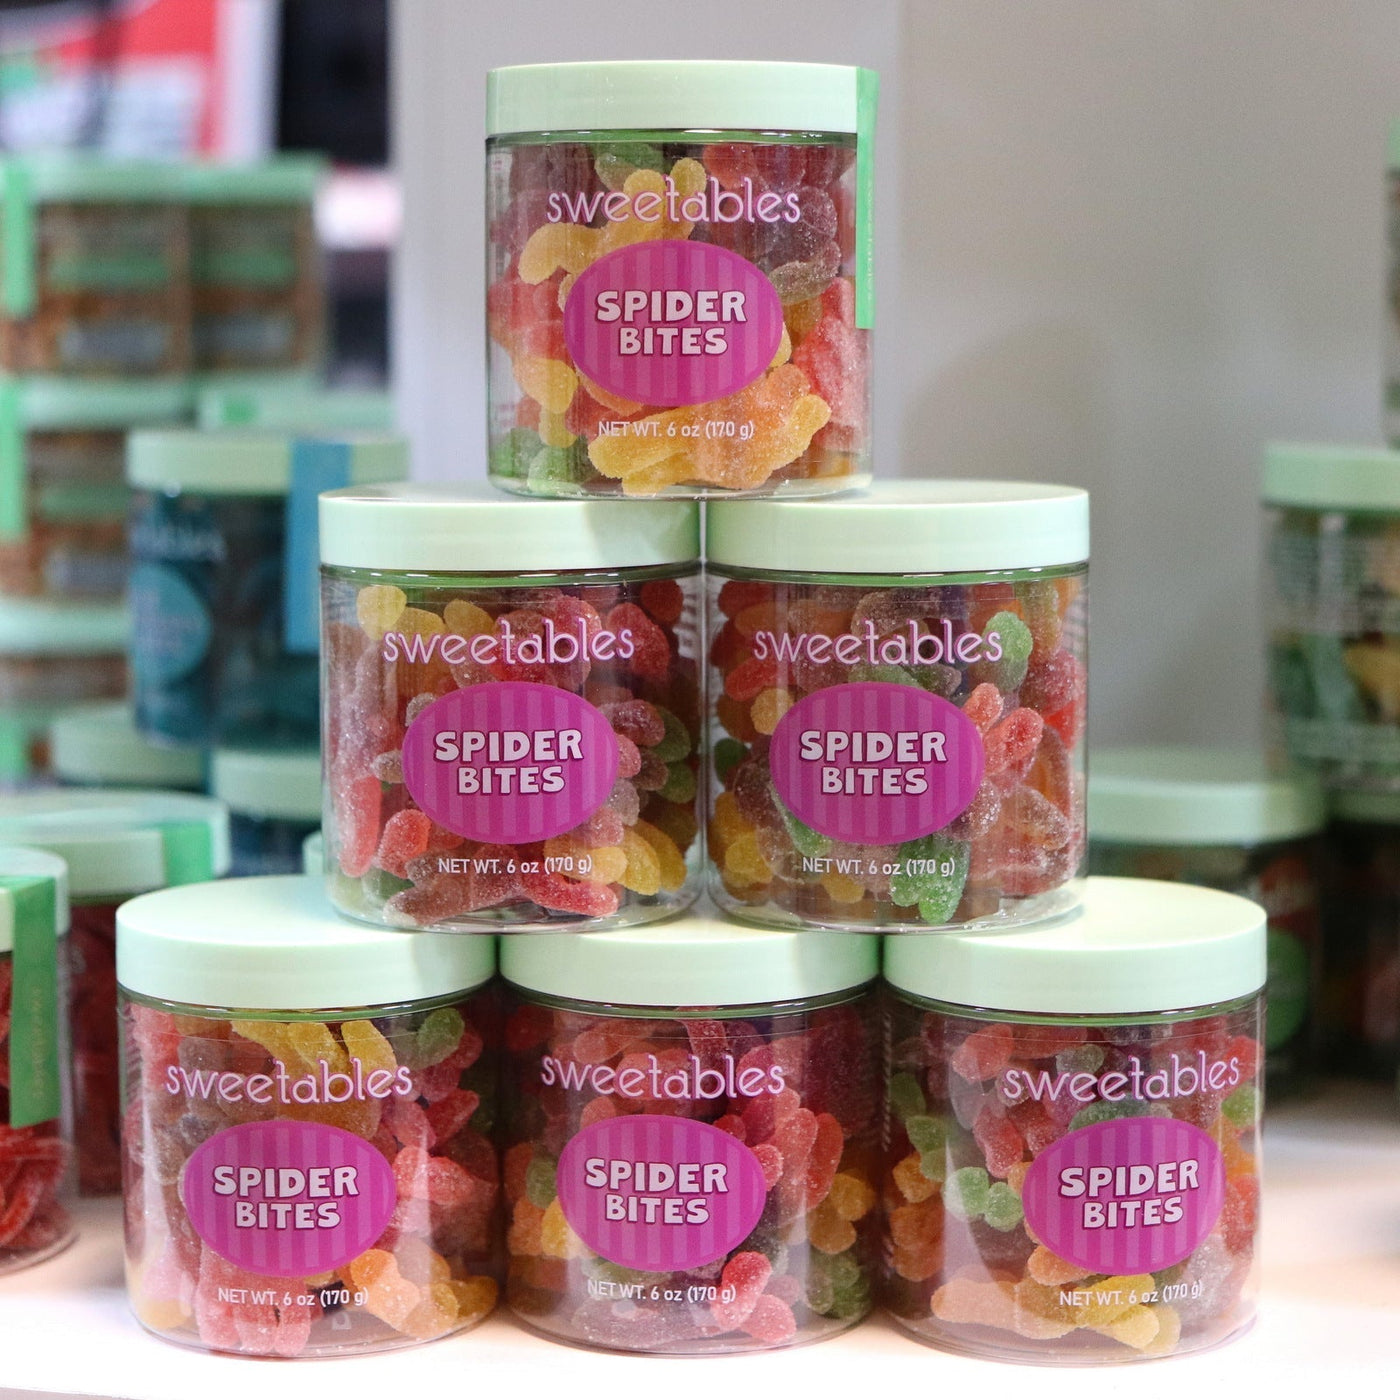 sweetables
SPIDER
BITES
NET WT. 6 oz (170 g)
sweetables
SPIDER
BITES
NET WT. 6 oz (170 g)
sweetables
SPIDER
BITES
NET WT. 6 oz (170 g)
sweetables
SPIDER
BITES
NET WT. 6 oz (170 g)
sweetables
SPIDER
BITES
NET WT. 6 oz (170 g)
sweetables
SPIDER
BITES
NET WT. 6 oz (170 g)